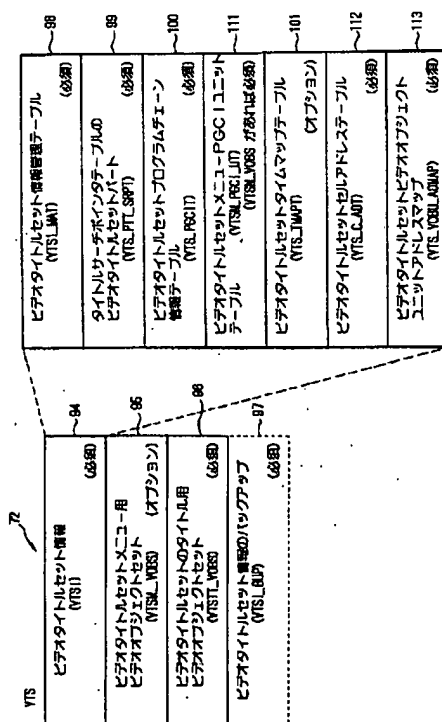 YTS
72
ビデオタイトルセット情報
(VTSI)
(必須)
94
ビデオタイトルセットメニュー用
ビデオオブジェクトセット
(VTSM_VOBS)
(オプション)
95
ビデオタイトルセットのタイトル用
ビデオオブジェクトセット
(VTSTT_VOBS)
(必須)
96
ビデオタイトルセット情報のバックアップ
(VTSI_BUP)
(必須)
97
ビデオタイトルセット情報管理テーブル
(VTSI_MAT)
(必須)
98
タイトルサーチポインタテーブルの
ビデオタイトルセットパート
(VTS_PTT_SRPT)
(必須)
99
ビデオタイトルセットプログラムチェーン
情報テーブル
(VTS_PGCIT)
(必須)
100
ビデオタイトルセットメニューPGCIユニット
テーブル
(VTSM_PGCI_UT)
(VTSM_VOBS があれば必須)
111
ビデオタイトルセットタイムマップテーブル
(VTS_TMAPT)
(オプション)
101
ビデオタイトルセットセルアドレステーブル
(VTS_C_ADT)
(必須)
112
ビデオタイトルセットビデオオブジェクト
ユニットアドレスマップ
(VTS_VOBU_ADMAP)
(必須)
113